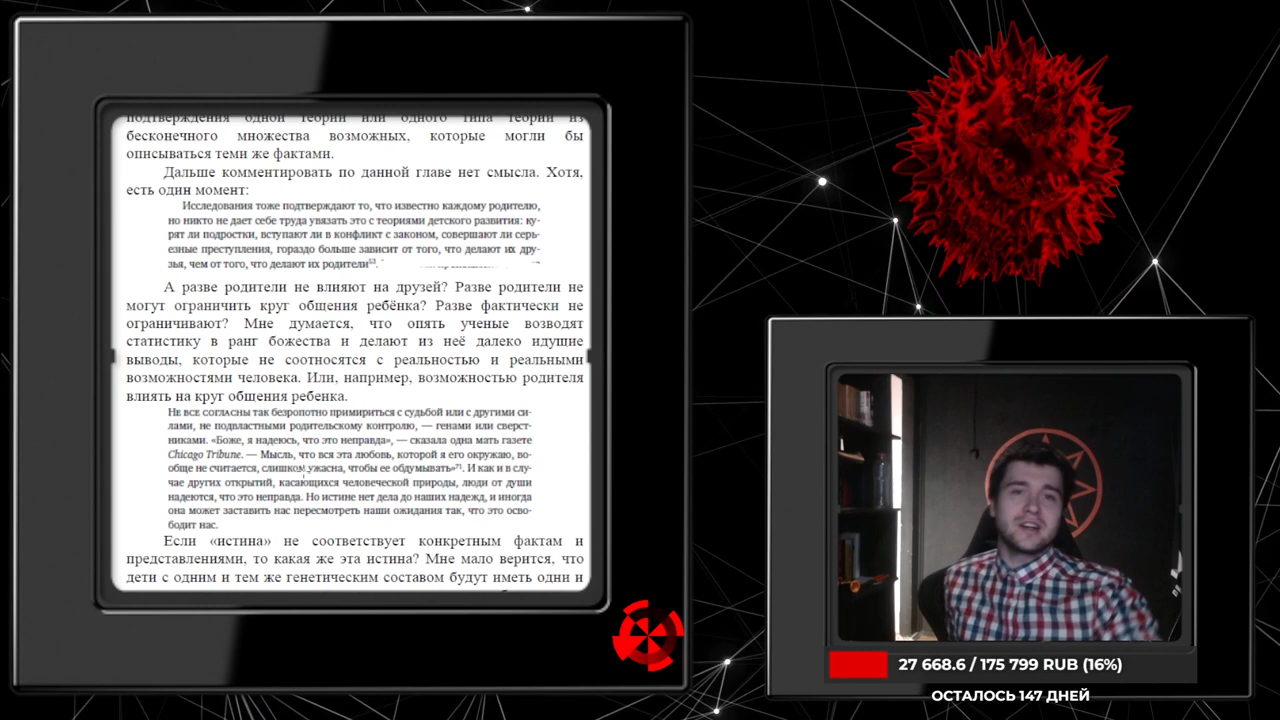 подтверждения одной теории или одного типа теорий из
бесконечного множества возможных, которые могли бы
описываться теми же фактами.
Дальше комментировать по данной главе нет смысла. Хотя,
есть один момент:
Исследования тоже подтверждают то, что известно каждому родителю,
но никто не дает себе труда увязать это с теориями детского развития: ку-
рят ли подростки, вступают ли в конфликт с законом, совершают ли серь-
езные преступления, гораздо больше зависит от того, что делают их дру-
зья, чем от того, что делают их родители⁵³.
А разве родители не влияют на друзей? Разве родители не
могут ограничить круг общения ребёнка? Разве фактически не
ограничивают? Мне думается, что опять ученые возводят
статистику в ранг божества и делают из неё далеко идущие
выводы, которые не соотносятся с реальностью и реальными
возможностями человека. Или, например, возможностью родителя
влиять на круг общения ребенка.
НЕ ВСЕ СОГЛАСНЫ так безропотно примириться с судьбой или с другими си-
лами, не подвластными родительскому контролю, — генами или сверст-
никами. «Боже, я надеюсь, что это неправда», — сказала одна мать газете
Chicago Tribune. — Мысль, что вся эта любовь, которой я его окружаю, во-
обще не считается, слишком ужасна, чтобы ее обдумывать»⁷¹. И как и в слу-
чае других открытий, касающихся человеческой природы, люди от души
надеются, что это неправда. Но истине нет дела до наших надежд, и иногда
она может заставить нас пересмотреть наши ожидания так, что это осво-
бодит нас.
Если «истина» не соответствует конкретным фактам и
представлениями, то какая же эта истина? Мне мало верится, что
дети с одним и тем же генетическим составом будут иметь одни и
27 668.6 / 175 799 RUB (16%)
ОСТАЛОСЬ 147 ДНЕЙ